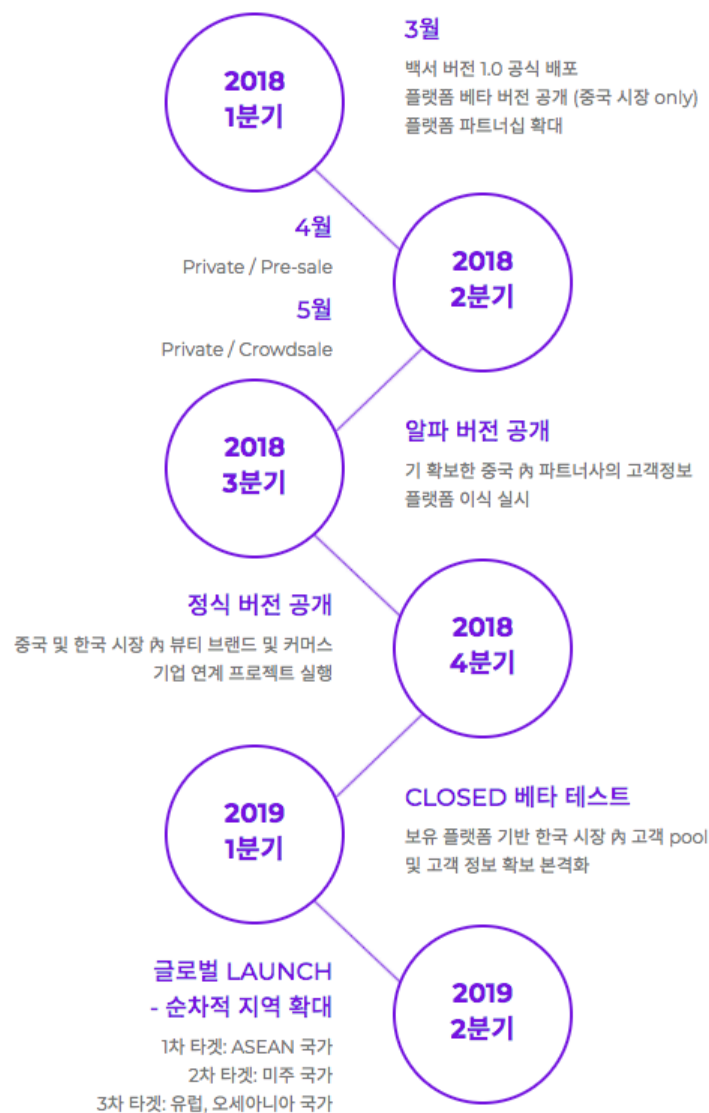 2018
1분기
3월
백서 버전 1.0 공식 배포
플랫폼 베타 버전 공개 (중국 시장 only)
플랫폼 파트너십 확대
2018
2분기
4월
Private / Pre-sale
5월
Private / Crowdsale
2018
3분기
알파 버전 공개
기 확보한 중국 內 파트너사의 고객정보
플랫폼 이식 실시
2018
4분기
정식 버전 공개
중국 및 한국 시장 內 뷰티 브랜드 및 커머스
기업 연계 프로젝트 실행
2019
1분기
CLOSED 베타 테스트
보유 플랫폼 기반 한국 시장 內 고객 pool
및 고객 정보 확보 본격화
2019
2분기
글로벌 LAUNCH
- 순차적 지역 확대
1차 타겟: ASEAN 국가
2차 타겟: 미주 국가
3차 타겟: 유럽, 오세아니아 국가